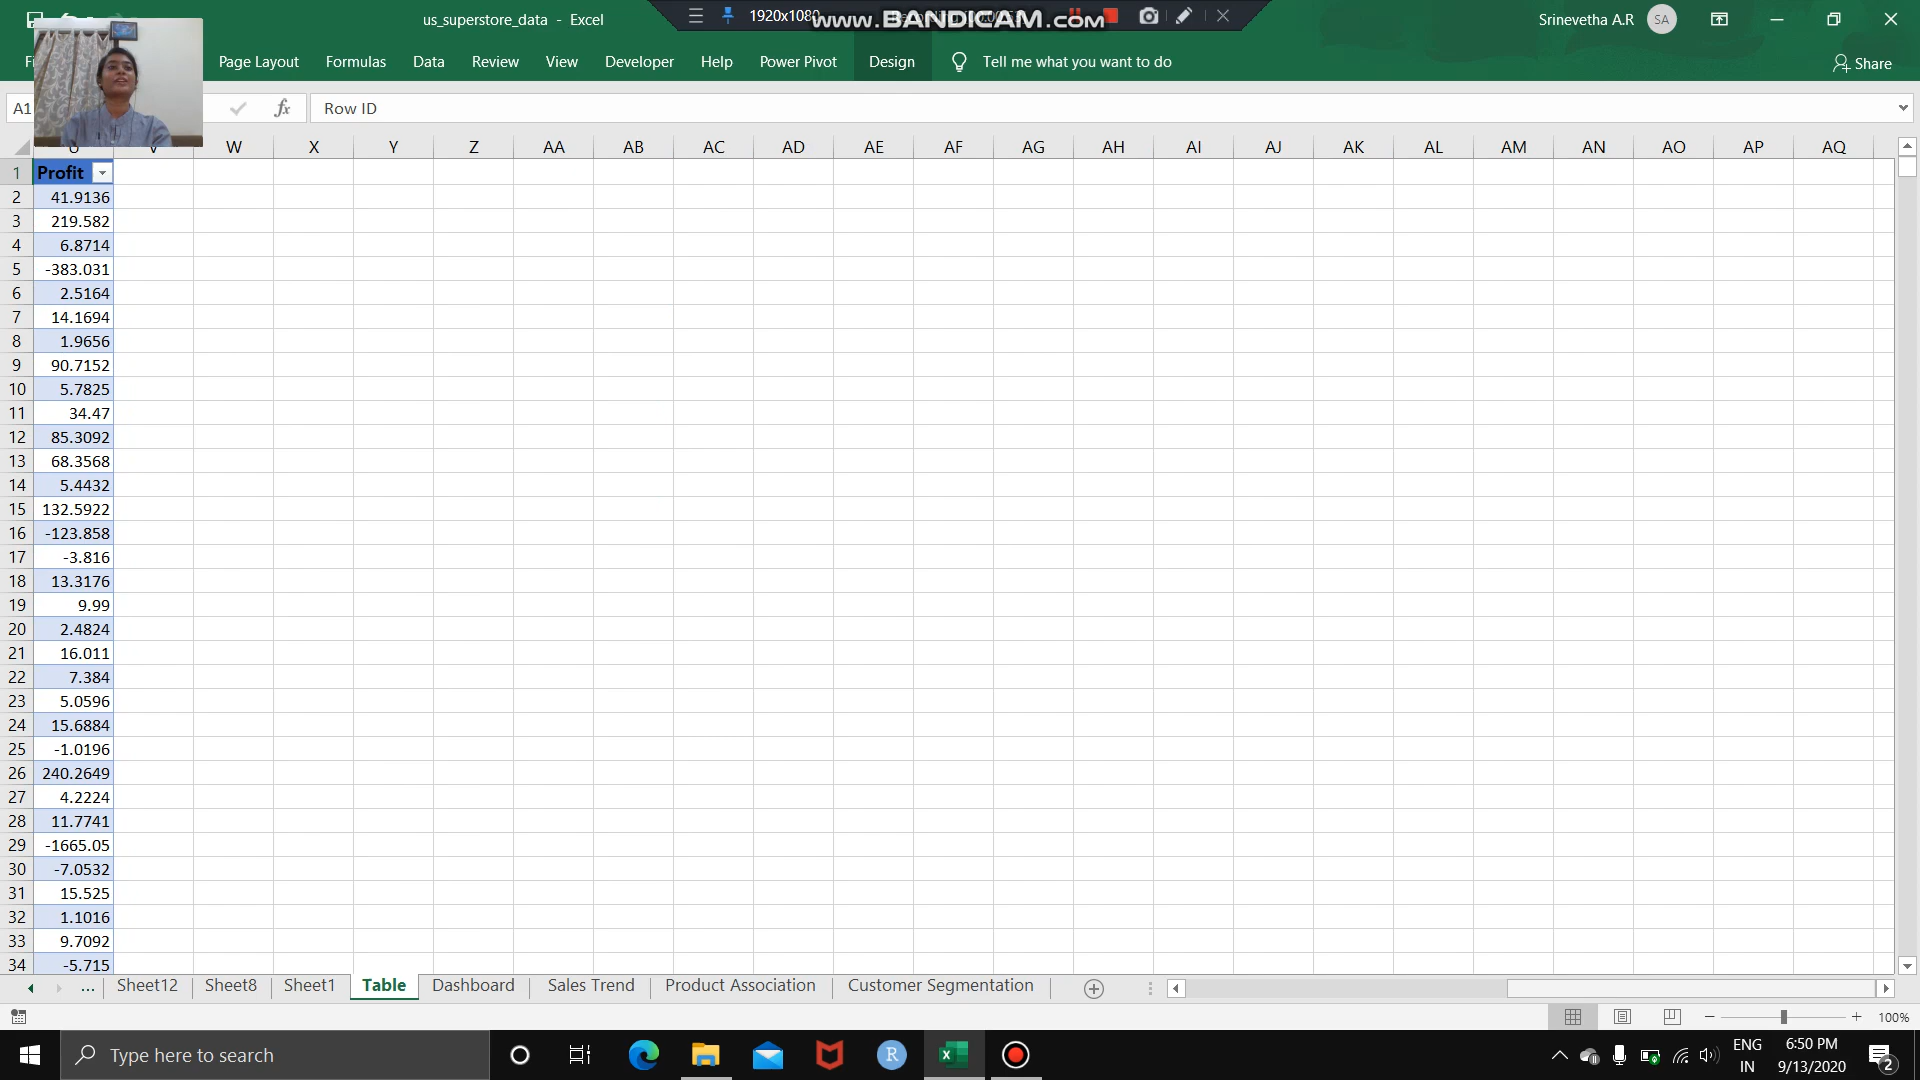 us_superstore_data - Excel
1920x1080
www.BANDICAM.com
Srinevetha A.R
SA
Page Layout
Formulas
Data
Review
View
Developer
Help
Power Pivot
Design
Tell me what you want to do
Share
A1
fx
Row ID
W X Y Z AA AB AC AD AE AF AG AH AI AJ AK AL AM AN AO AP AQ
1 Profit
2 41.9136
3 219.582
4 6.8714
5 -383.031
6 2.5164
7 14.1694
8 1.9656
9 90.7152
10 5.7825
11 34.47
12 85.3092
13 68.3568
14 5.4432
15 132.5922
16 -123.858
17 -3.816
18 13.3176
19 9.99
20 2.4824
21 16.011
22 7.384
23 5.0596
24 15.6884
25 -1.0196
26 240.2649
27 4.2224
28 11.7741
29 -1665.05
30 -7.0532
31 15.525
32 1.1016
33 9.7092
34 -5.715
... Sheet12 Sheet8 Sheet1 Table Dashboard Sales Trend Product Association Customer Segmentation
100%
Type here to search
R
ENG
IN
6:50 PM
9/13/2020
2